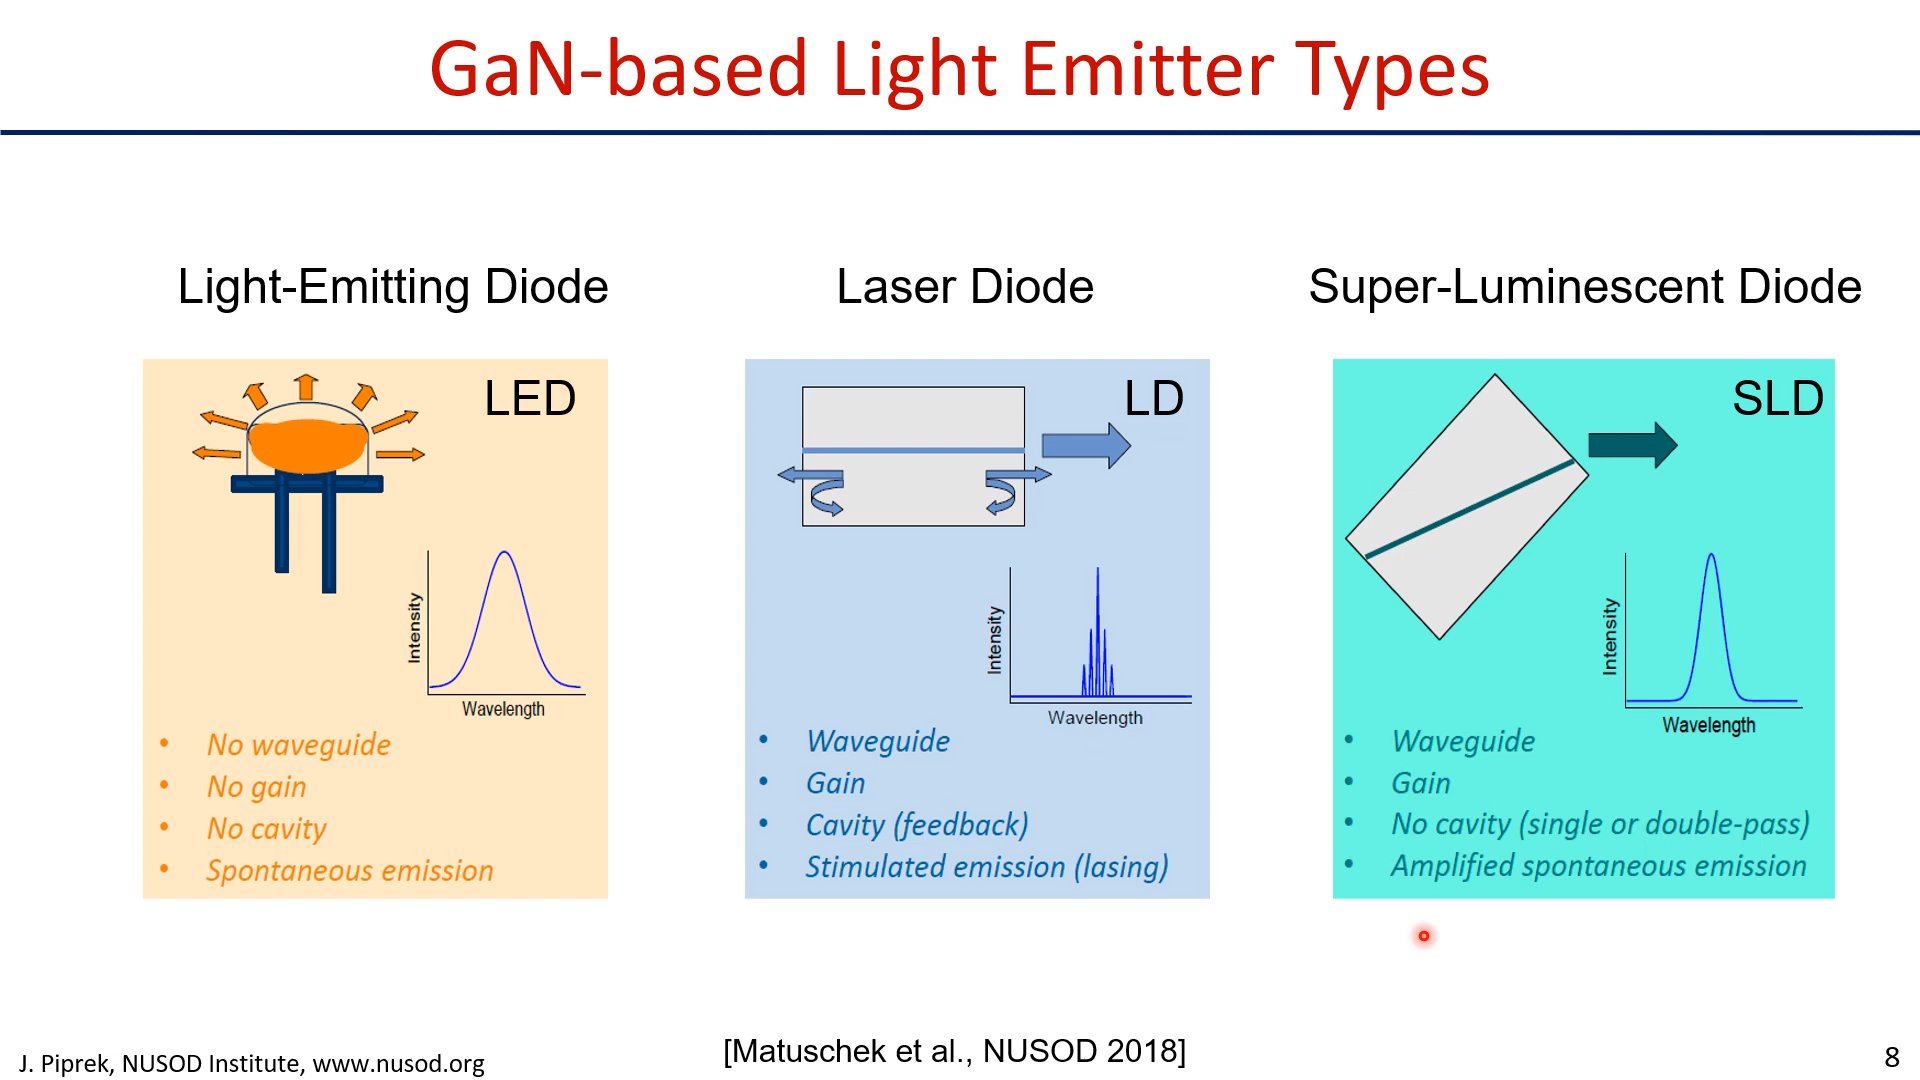 GaN-based Light Emitter Types
Light-Emitting Diode
Laser Diode
Super-Luminescent Diode
LED
Intensity
Wavelength
• No waveguide
• No gain
• No cavity
• Spontaneous emission
LD
Intensity
Wavelength
• Waveguide
• Gain
• Cavity (feedback)
• Stimulated emission (lasing)
SLD
Intensity
Wavelength
• Waveguide
• Gain
• No cavity (single or double-pass)
• Amplified spontaneous emission
J. Piprek, NUSOD Institute, www.nusod.org
[Matuschek et al., NUSOD 2018]
8